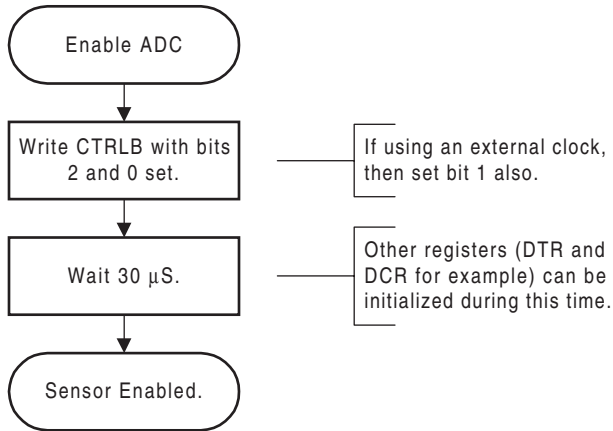 Enable ADC
Write CTRLB with bits
2 and 0 set.
If using an external clock,
then set bit 1 also.
Wait 30 μS.
Other registers (DTR and
DCR for example) can be
initialized during this time.
Sensor Enabled.